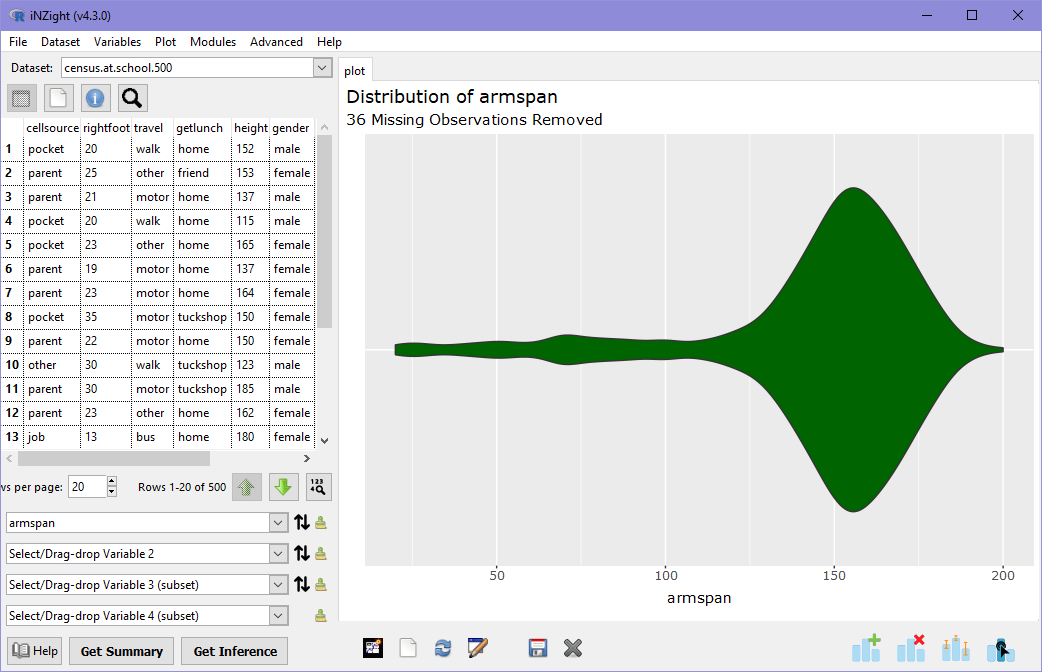 iNZight (v4.3.0)
File Dataset Variables Plot Modules Advanced Help
Dataset: census.at.school.500
plot
cellsource rightfoot travel getlunch height gender
1 pocket 20 walk home 152 male
2 parent 25 other friend 153 female
3 parent 21 motor home 137 male
4 pocket 20 walk home 115 male
5 pocket 23 other home 165 female
6 parent 19 motor home 137 female
7 parent 23 motor home 164 female
8 pocket 35 motor tuckshop 150 female
9 parent 22 motor home 150 female
10 other 30 walk tuckshop 123 male
11 parent 30 motor tuckshop 185 male
12 parent 23 other home 162 female
13 job 13 bus home 180 female
vs per page: 20 Rows 1-20 of 500 123
armspan
Select/Drag-drop Variable 2
Select/Drag-drop Variable 3 (subset)
Select/Drag-drop Variable 4 (subset)
Help Get Summary Get Inference
Distribution of armspan
36 Missing Observations Removed
50 100 150 200
armspan